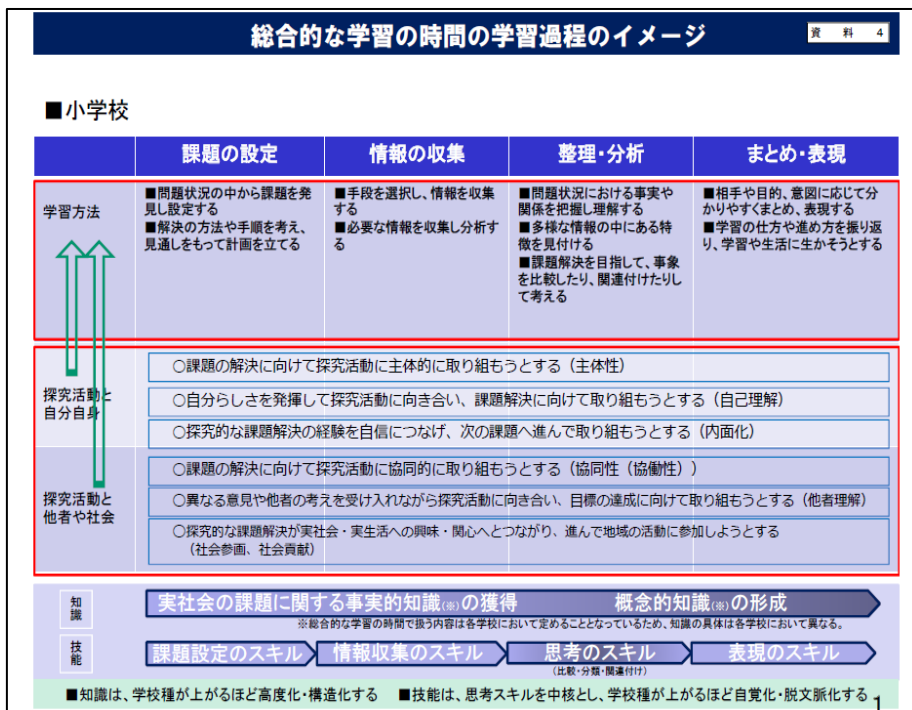 総合的な学習の時間の学習過程のイメージ
資 料 4
■小学校
課題の設定
情報の収集
整理・分析
まとめ・表現
学習方法
■問題状況の中から課題を発
見し設定する
■解決の方法や手順を考え、
見通しをもって計画を立てる
■手段を選択し、情報を収集
する
■必要な情報を収集し分析す
る
■問題状況における事実や
関係を把握し理解する
■多様な情報の中にある特
徴を見付ける
■課題解決を目指して、事象
を比較したり、関連付けたりし
て考える
■相手や目的、意図に応じて分
かりやすくまとめ、表現する
■学習の仕方や進め方を振り返
り、学習や生活に生かそうとする
探究活動と
自分自身
○課題の解決に向けて探究活動に主体的に取り組もうとする（主体性）
○自分らしさを発揮して探究活動に向き合い、課題解決に向けて取り組もうとする（自己理解）
○探究的な課題解決の経験を自信につなげ、次の課題へ進んで取り組もうとする（内面化）
探究活動と
他者や社会
○課題の解決に向けて探究活動に協同的に取り組もうとする（協同性（協働性））
○異なる意見や他者の考えを受け入れながら探究活動に向き合い、目標の達成に向けて取り組もうとする（他者理解）
○探究的な課題解決が実社会・実生活への興味・関心へとつながり、進んで地域の活動に参加しようとする
（社会参画、社会貢献）
知識
実社会の課題に関する事実的知識(※)の獲得 概念的知識(※)の形成
※総合的な学習の時間で扱う内容は各学校において定めることとなっているため、知識の具体は各学校において異なる。
技能
課題設定のスキル
情報収集のスキル
思考のスキル
（比較・分類・関連付け）
表現のスキル
■知識は、学校種が上がるほど高度化・構造化する ■技能は、思考スキルを中核とし、学校種が上がるほど自覚化・脱文脈化する
1